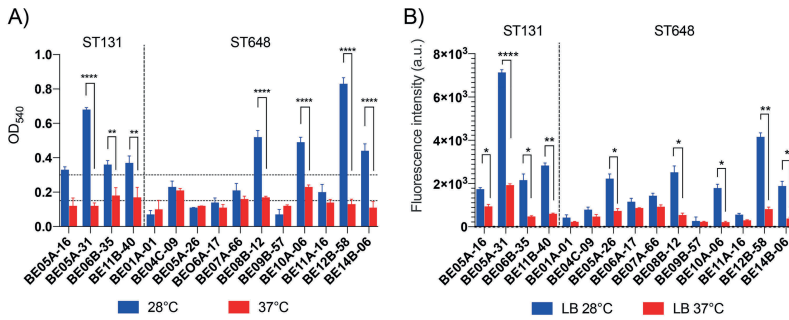 A)
ST131 ST648
OD540
1.0
0.8
0.6
0.4
0.2
0.0
****
**
**
****
****
****
****
BE05A-16
BE05A-31
BE06B-35
BE11B-40
BE01A-01
BE04C-09
BE05A-26
BEO6A-17
BE07A-66
BE08B-12
BE09B-57
BE10A-06
BE11A-16
BE12B-58
BE14B-06
28°C 37°C
B)
ST131 ST648
Fluorescence intensity (a.u.)
8×10³
6×10³
4×10³
2×10³
0
*
****
*
**
*
*
*
**
*
BE05A-16
BE05A-31
BE06B-35
BE11B-40
BE01A-01
BE04C-09
BE05A-26
BE06A-17
BE07A-66
BE08B-12
BE09B-57
BE10A-06
BE11A-16
BE12B-58
BE14B-06
LB 28°C LB 37°C